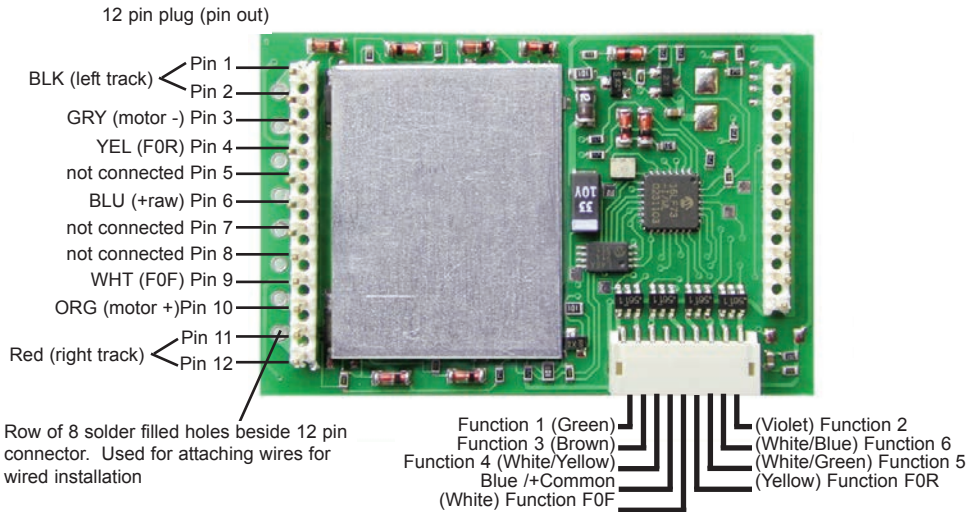 12 pin plug (pin out)
BLK (left track)
Pin 1
Pin 2
GRY (motor -) Pin 3
YEL (F0R) Pin 4
not connected Pin 5
BLU (+raw) Pin 6
not connected Pin 7
not connected Pin 8
WHT (F0F) Pin 9
ORG (motor +)Pin 10
Red (right track)
Pin 11
Pin 12
Row of 8 solder filled holes beside 12 pin
connector. Used for attaching wires for
wired installation
Function 1 (Green)
Function 3 (Brown)
Function 4 (White/Yellow)
Blue /+Common
(White) Function F0F
(Violet) Function 2
(White/Blue) Function 6
(White/Green) Function 5
(Yellow) Function F0R
33
10V